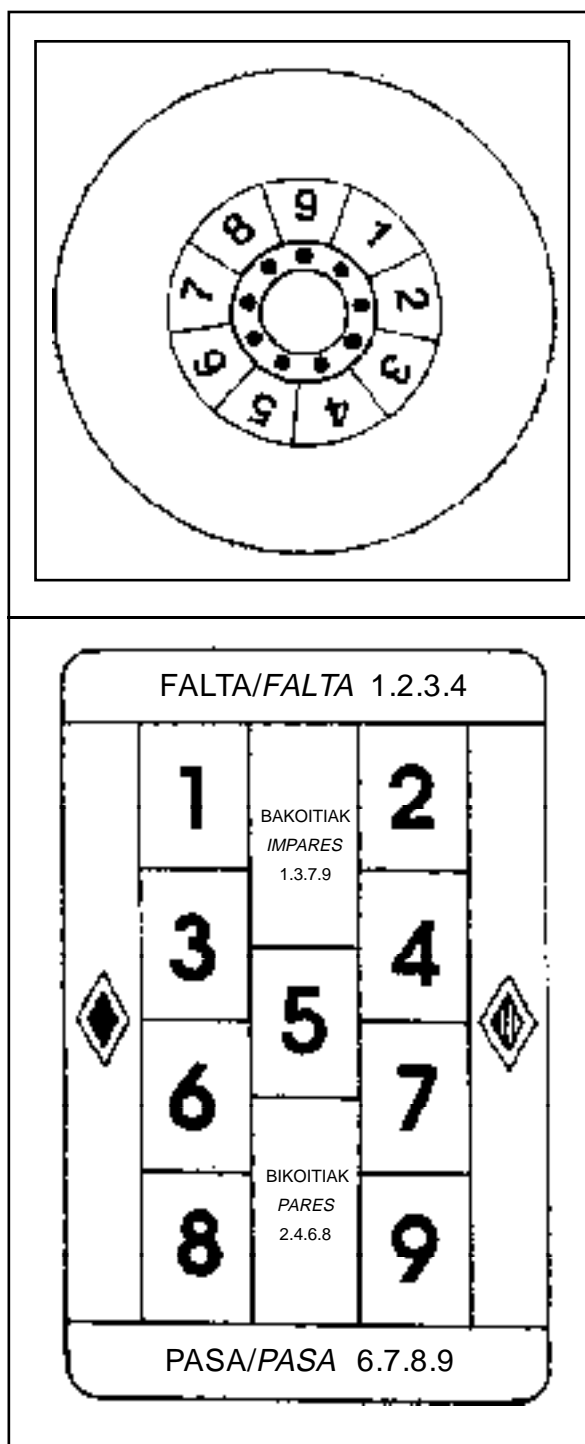 9
8 1
7 2
6 3
5 4
FALTA/FALTA 1.2.3.4
1 2
BAKOITIAK
IMPARES
1.3.7.9
3 4
5
6 7
BIKOITIAK
PARES
2.4.6.8
8 9
PASA/PASA 6.7.8.9